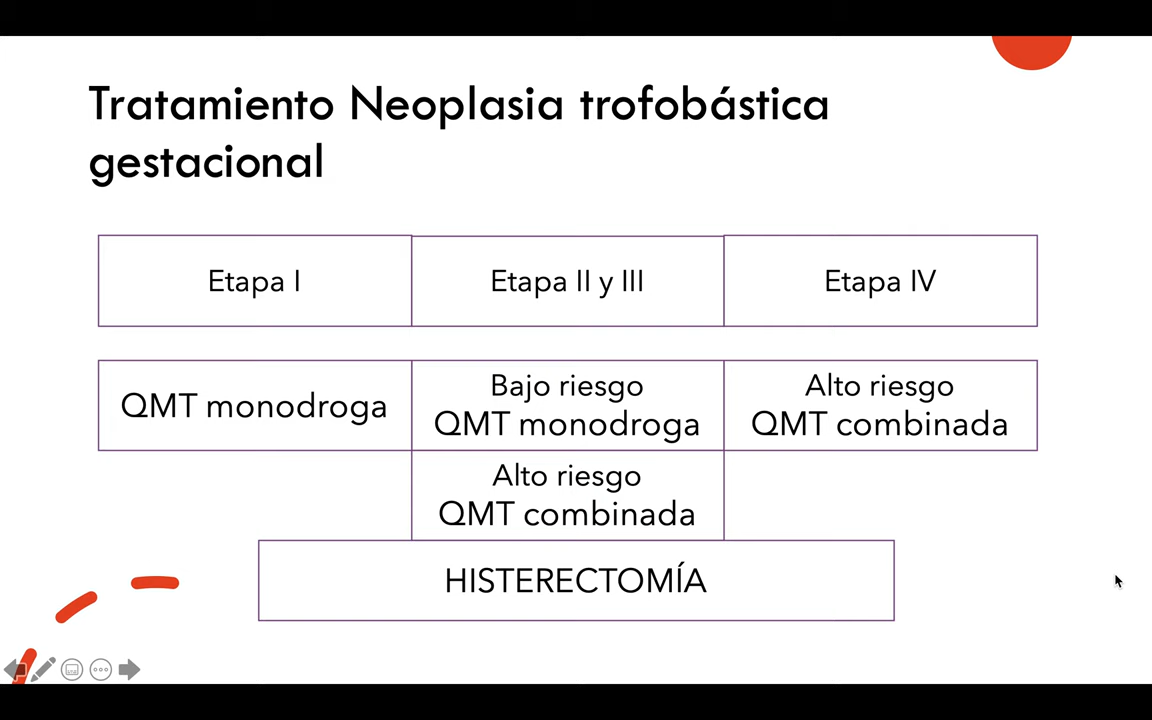 Tratamiento Neoplasia trofobástica
gestacional
Etapa I
Etapa II y III
Etapa IV
QMT monodroga
Bajo riesgo
QMT monodroga
Alto riesgo
QMT combinada
Alto riesgo
QMT combinada
HISTERECTOMÍA